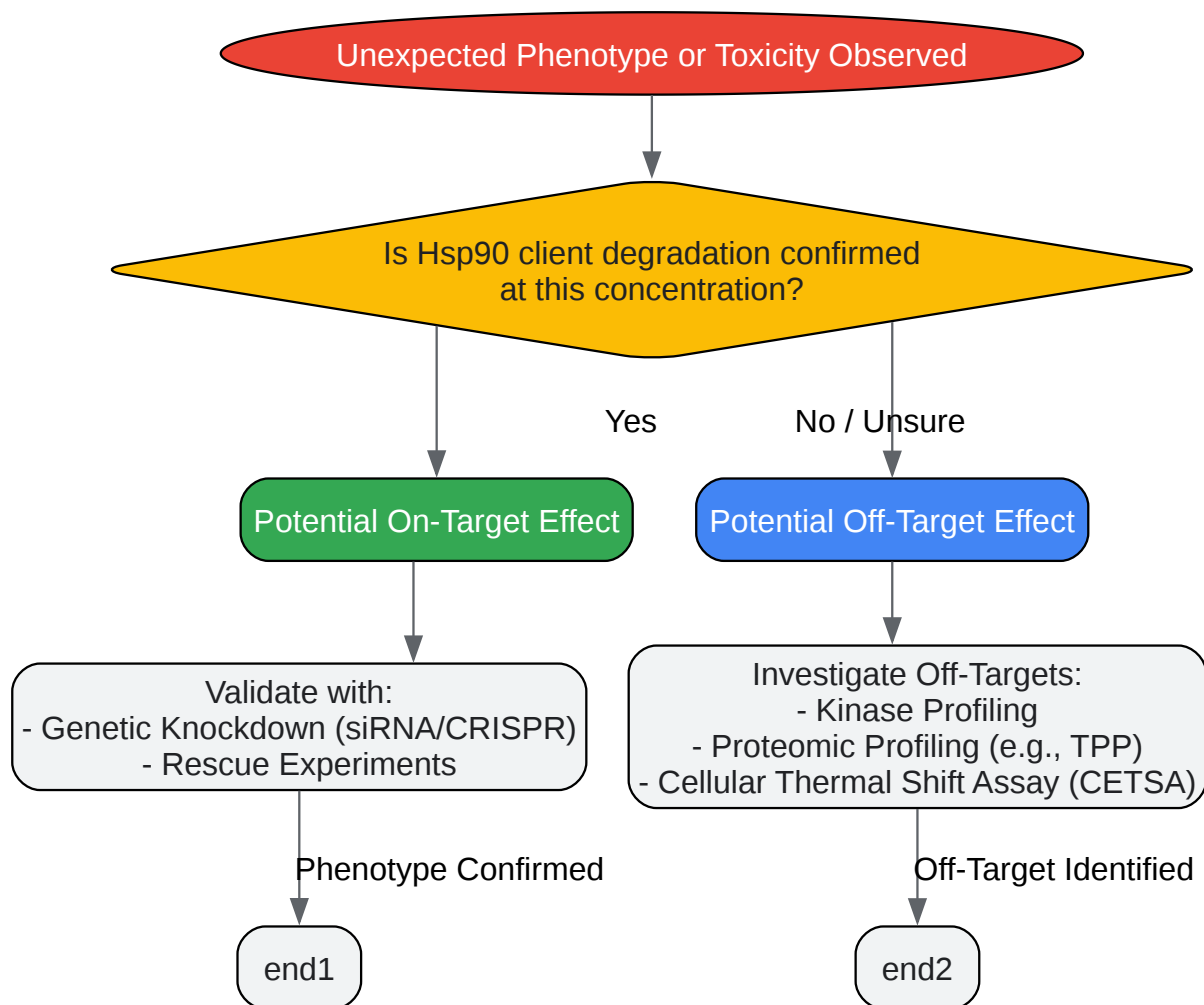 Unexpected Phenotype or Toxicity Observed
Is Hsp90 client degradation confirmed
at this concentration?
Yes
No / Unsure
Potential On-Target Effect
Potential Off-Target Effect
Validate with:
- Genetic Knockdown (siRNA/CRISPR)
- Rescue Experiments
Investigate Off-Targets:
- Kinase Profiling
- Proteomic Profiling (e.g., TPP)
- Cellular Thermal Shift Assay (CETSA)
Phenotype Confirmed
Off-Target Identified
end1
end2